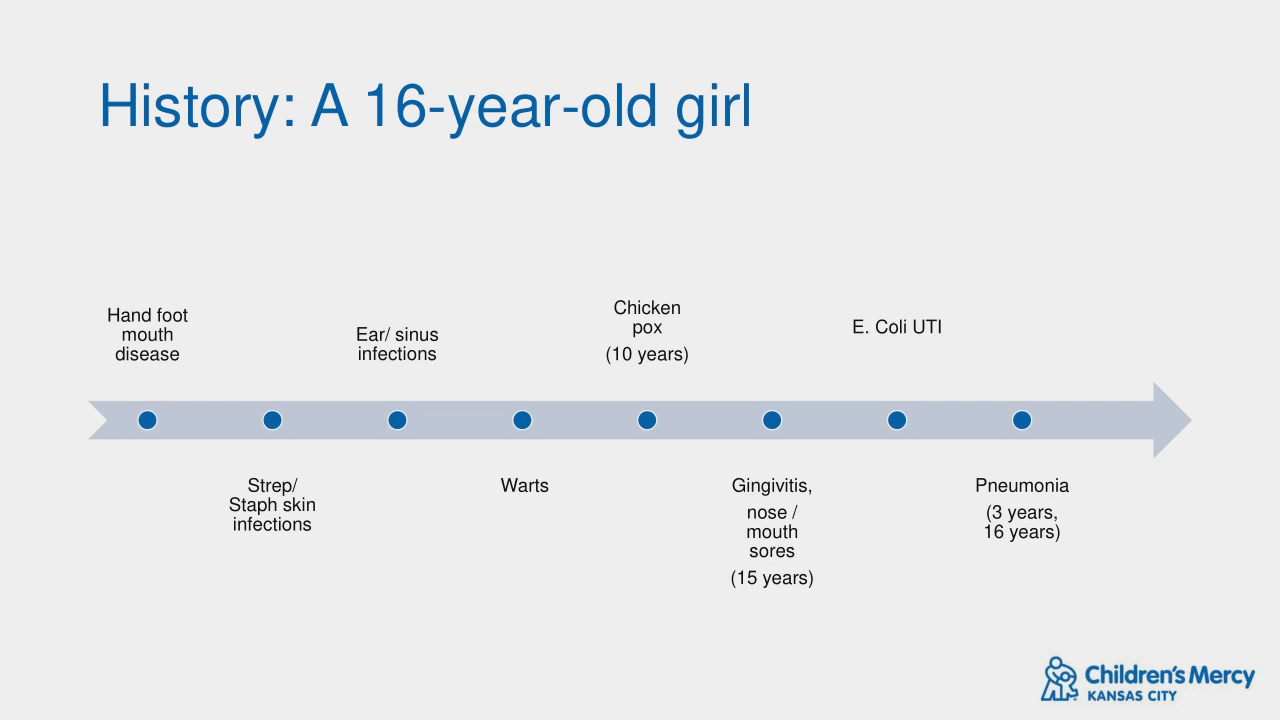 History: A 16-year-old girl
Hand foot
mouth
disease
Strep/
Staph skin
infections
Ear/ sinus
infections
Warts
Chicken
pox
(10 years)
Gingivitis,
nose /
mouth
sores
(15 years)
E. Coli UTI
Pneumonia
(3 years,
16 years)
Children's Mercy
KANSAS CITY